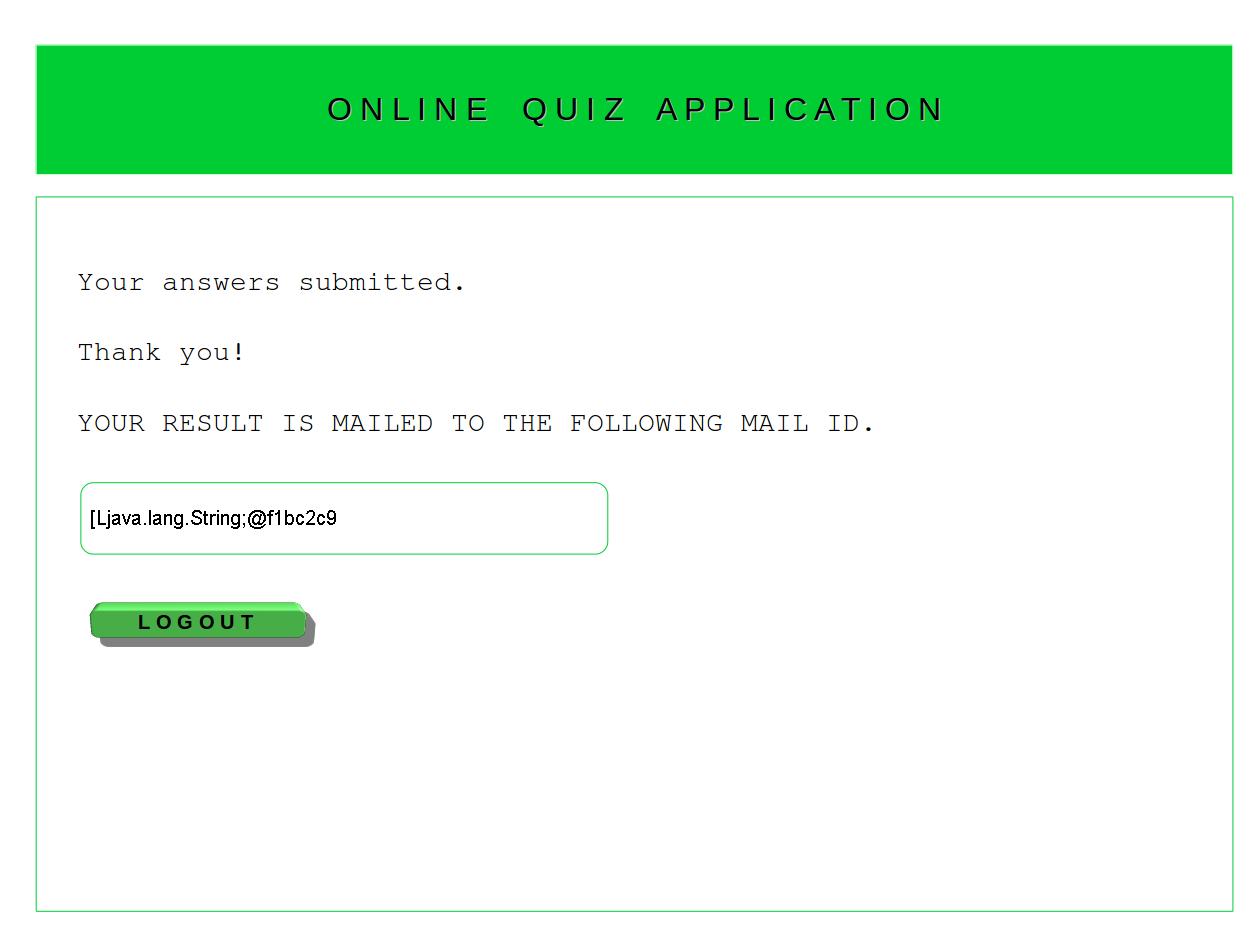 ONLINE QUIZ APPLICATION
Your answers submitted.
Thank you!
YOUR RESULT IS MAILED TO THE FOLLOWING MAIL ID.
[Ljava.lang.String;@f1bc2c9
LOGOUT